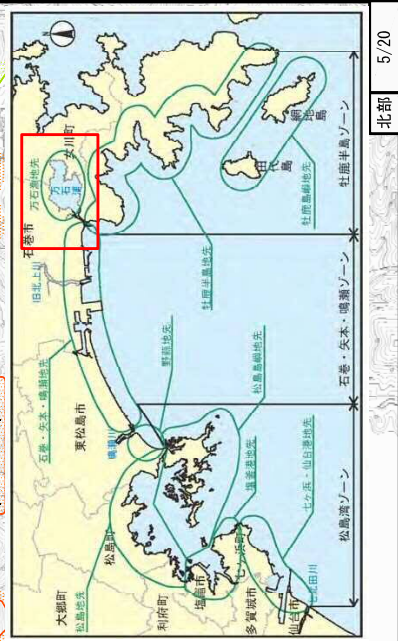 北部
5/20
石巻市
女川町
万石浦地先
万石浦
旧北上川
石巻・矢本・鳴瀬地先
東松島市
鳴瀬川
野蒜地先
松島町
大郷町
松島地先
利府町
塩竈市
七ヶ浜町
多賀城市
仙台市
七北田川
七ヶ浜・仙台港地先
塩釜港地先
松島島嶼地先
牡鹿半島地先
牡鹿島嶼地先
田代島
網地島
松島湾ゾーン
石巻・矢本・鳴瀬ゾーン
牡鹿半島ゾーン